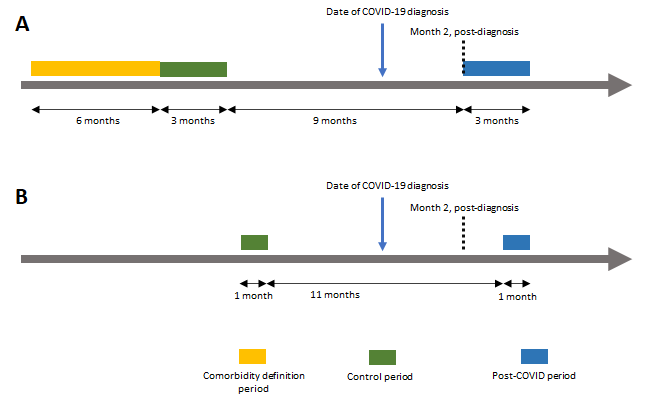 A
Date of COVID-19 diagnosis
Month 2, post-diagnosis
6 months
3 months
9 months
3 months
B
Date of COVID-19 diagnosis
Month 2, post-diagnosis
1 month
11 months
1 month
Comorbidity definition
period
Control period
Post-COVID period